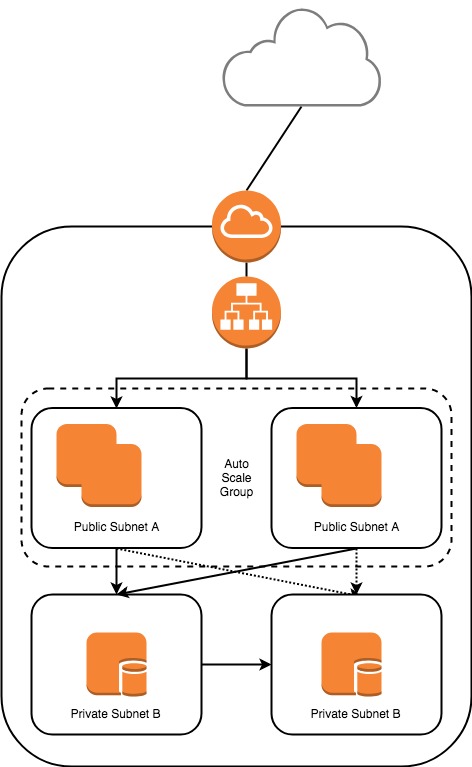 Auto
Scale
Group
Public Subnet A
Public Subnet A
Private Subnet B
Private Subnet B